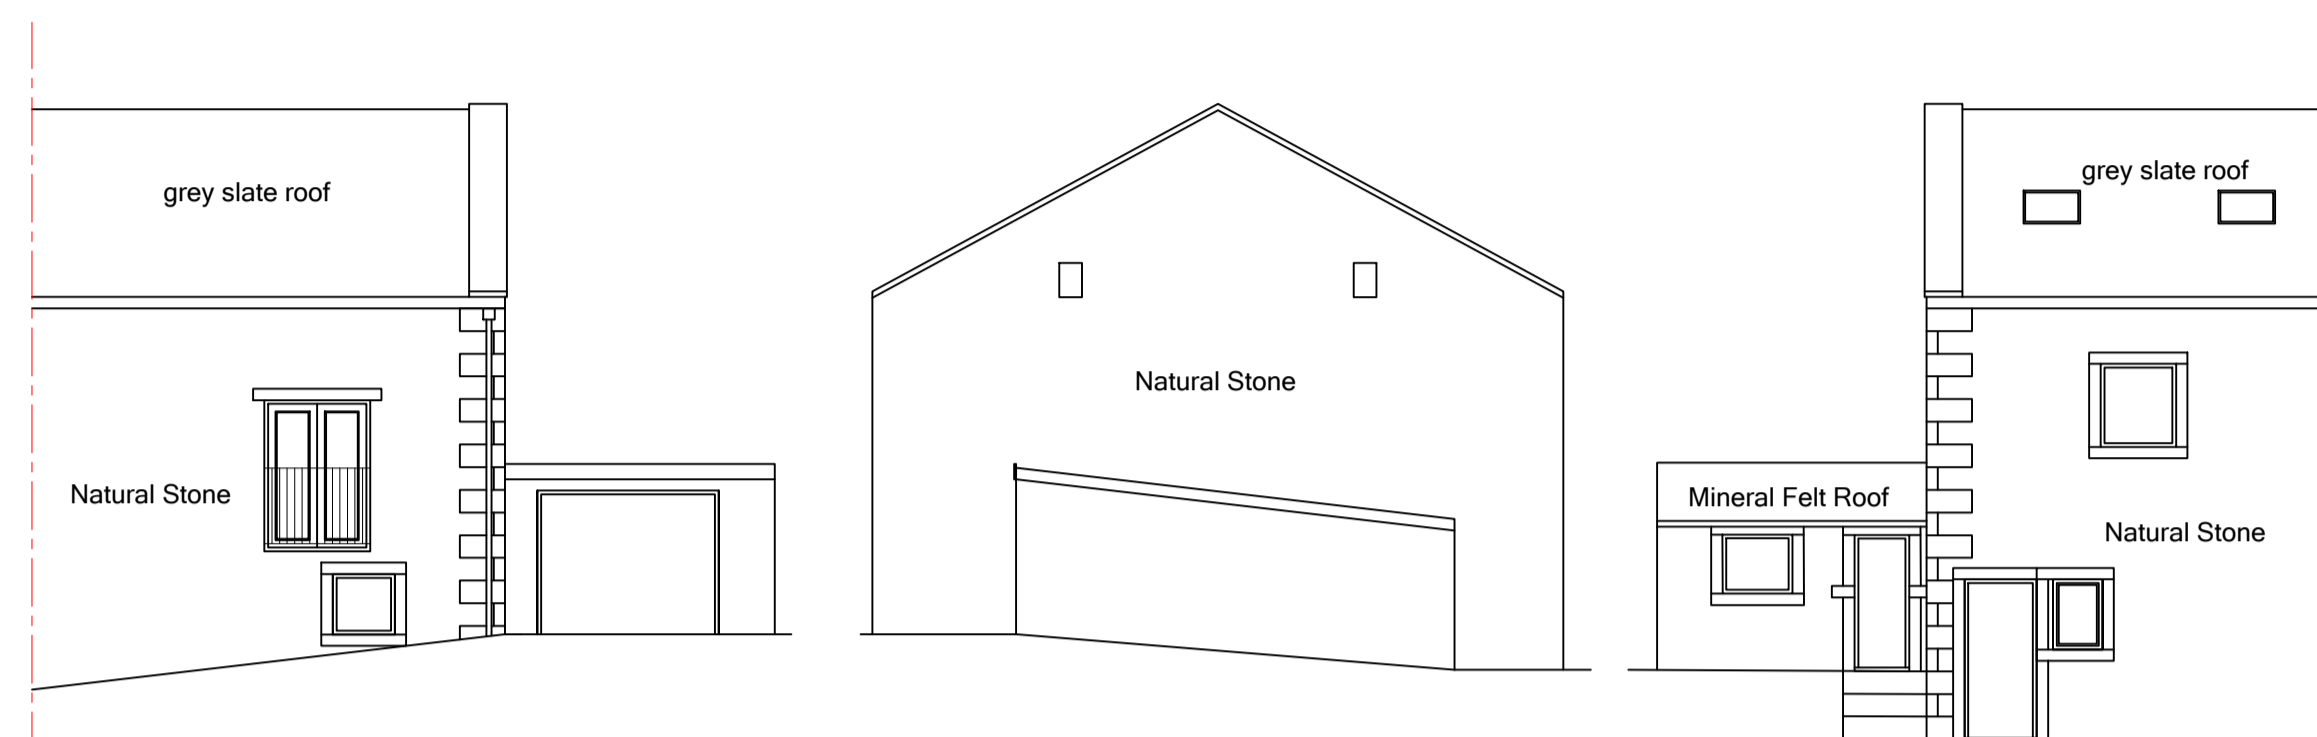 grey slate roof
Natural Stone
Natural Stone
grey slate roof
Mineral Felt Roof
Natural Stone